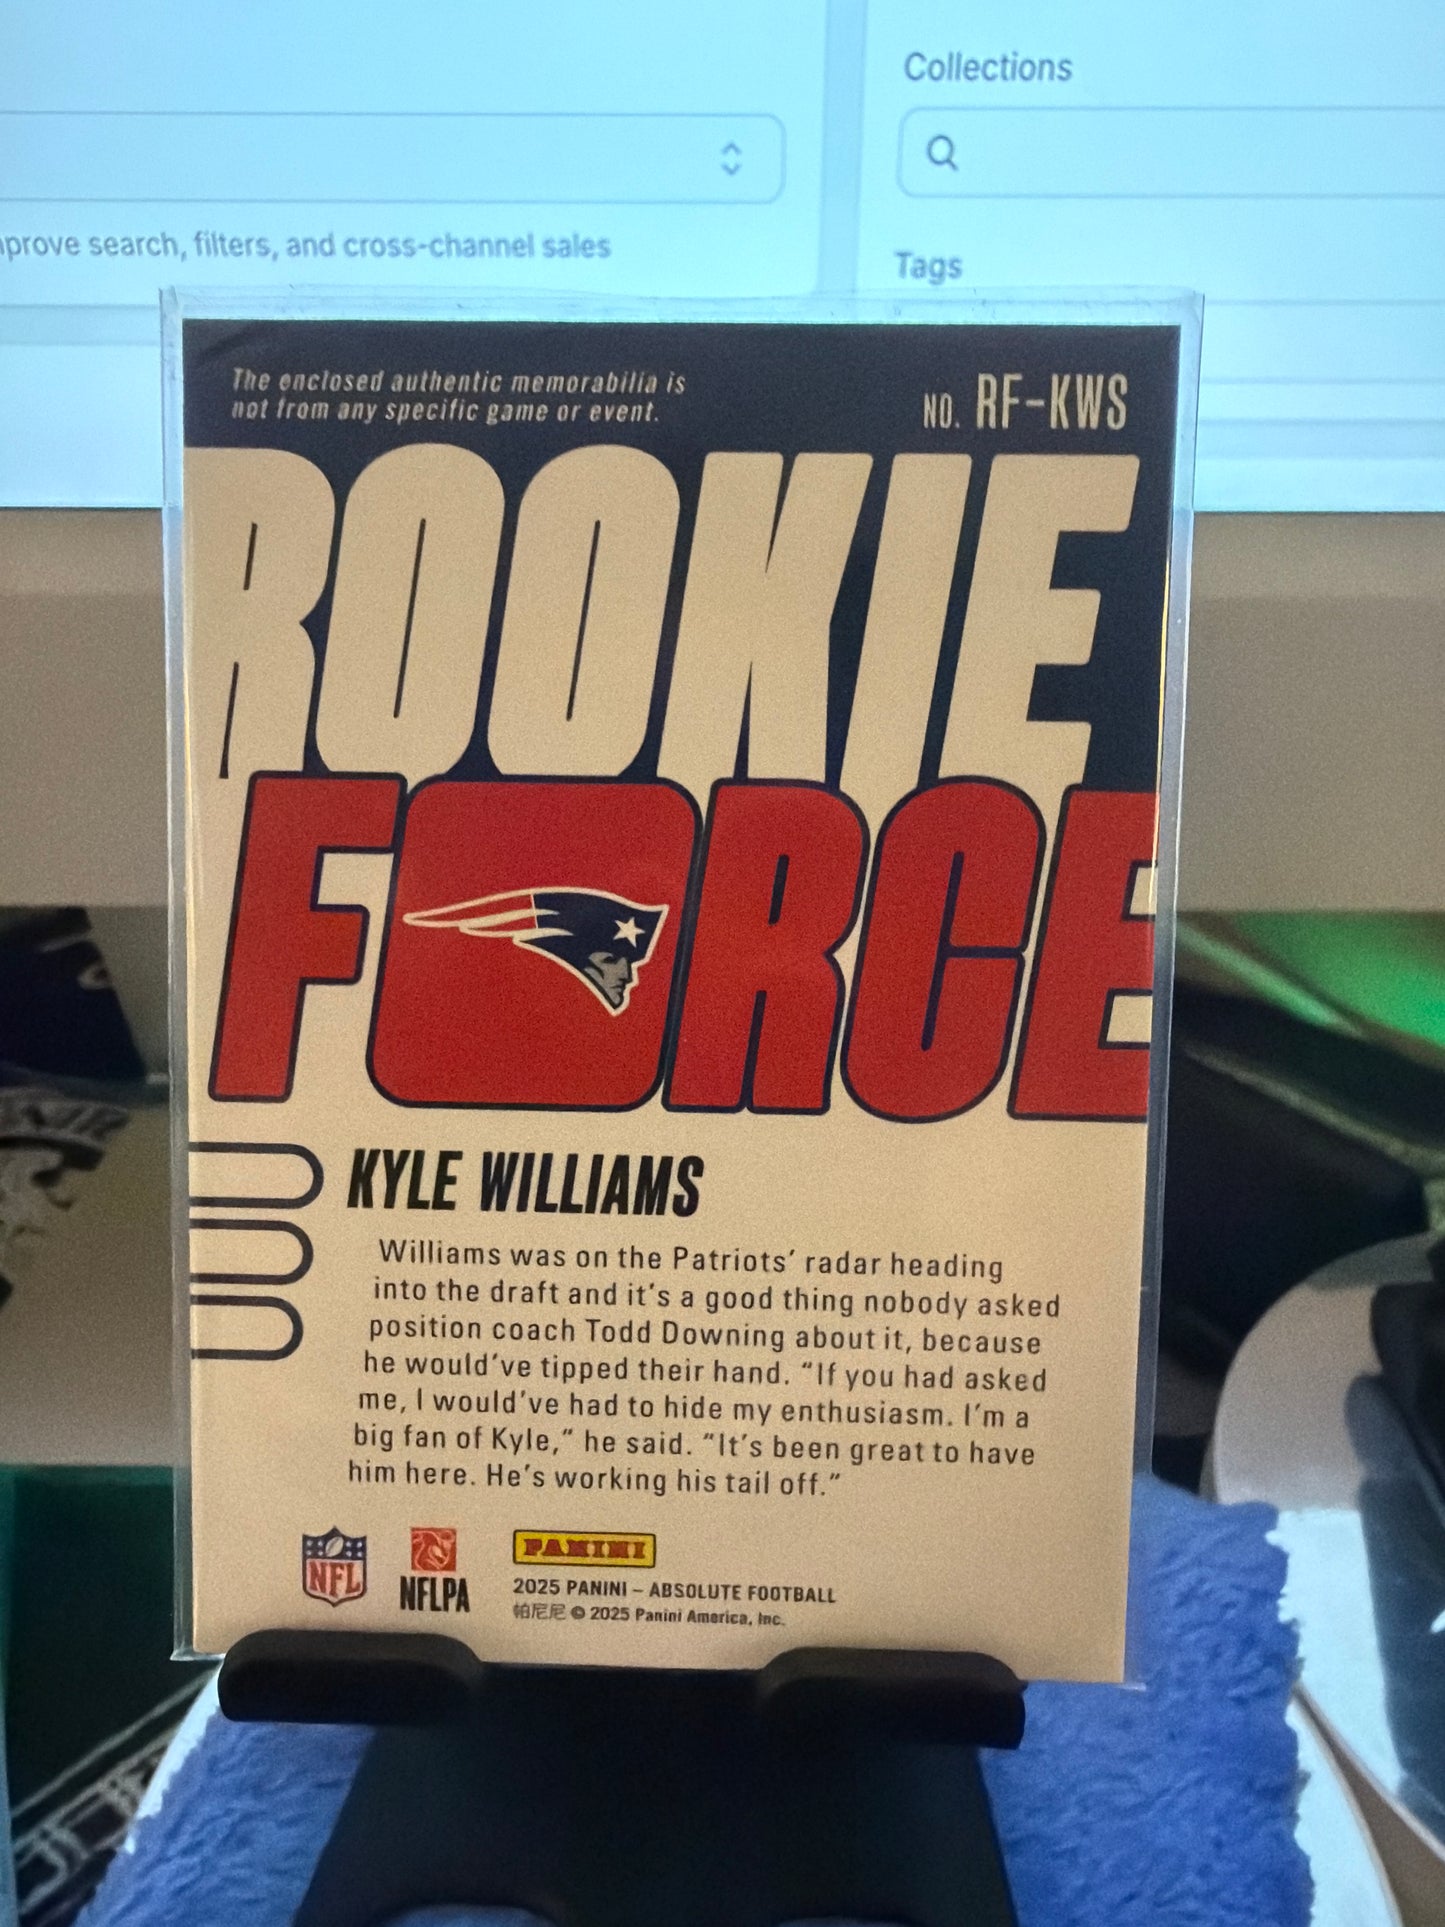 Collections
prove search, filters, and cross-channel sales
Tags
The enclosed authentic memorabilia is
not from any specific game or event.
NO. RF-KWS
ROOKIE
FORCE
KYLE WILLIAMS
Williams was on the Patriots' radar heading
into the draft and it's a good thing nobody asked
position coach Todd Downing about it, because
he would've tipped their hand. "If you had asked
me, I would've had to hide my enthusiasm. I'm a
big fan of Kyle," he said. "It's been great to have
him here. He's working his tail off."
NFL
NFLPA
PANINI
2025 PANINI – ABSOLUTE FOOTBALL
帕尼尼 © 2025 Panini America, Inc.